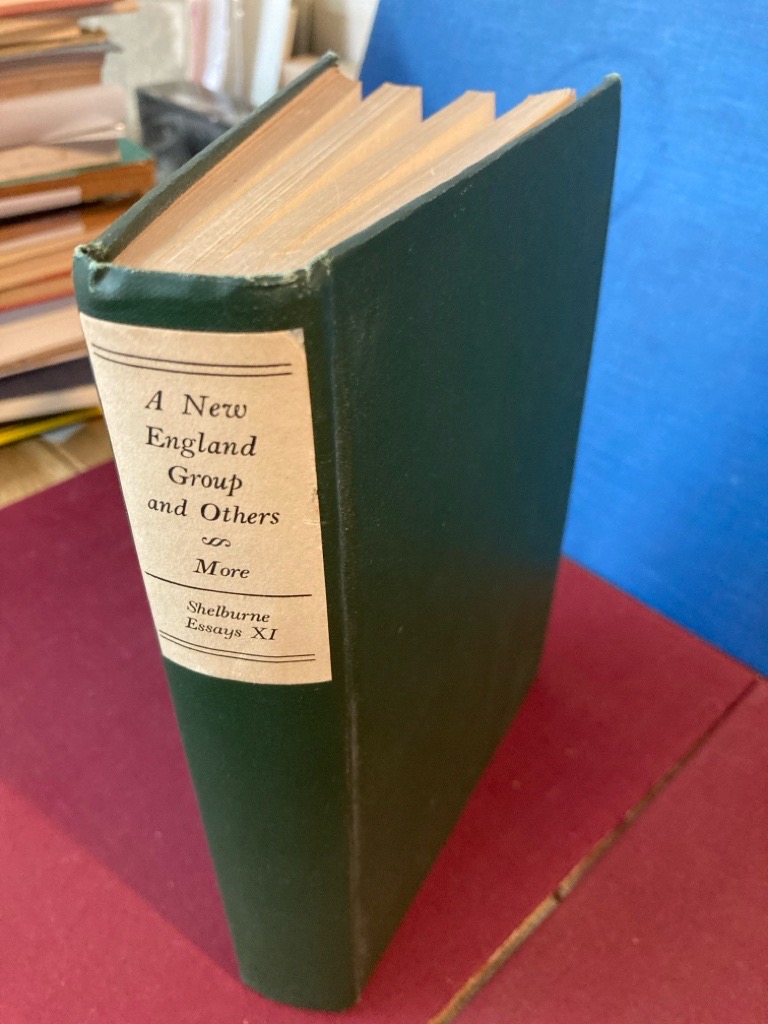 A New
England
Group
and Others
More
Shelburne
Essays XI